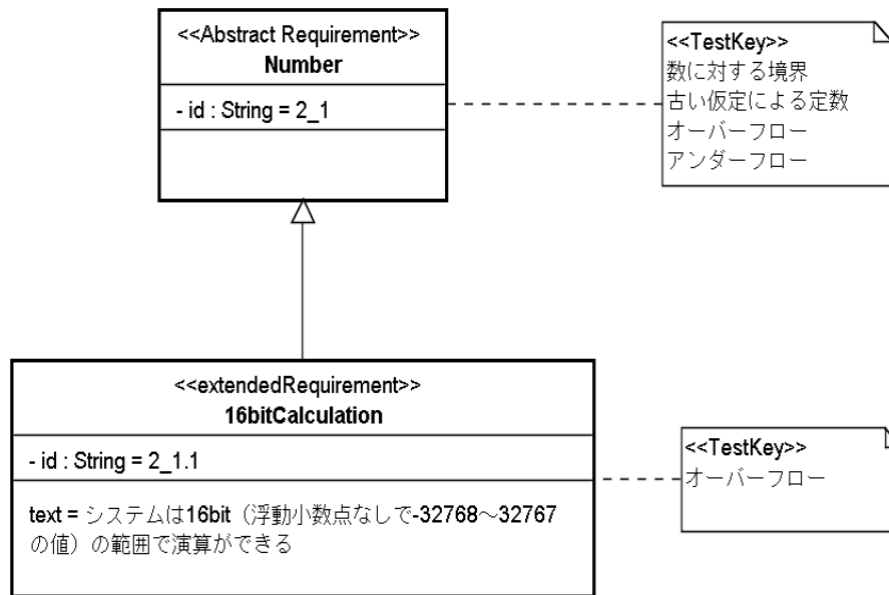 <<Abstract Requirement>>
Number
- id : String = 2_1
<<TestKey>>
数に対する境界
古い仮定による定数
オーバーフロー
アンダーフロー
<<extendedRequirement>>
16bitCalculation
- id : String = 2_1.1
text = システムは16bit（浮動小数点なしで-32768～32767
の値）の範囲で演算ができる
<<TestKey>>
オーバーフロー